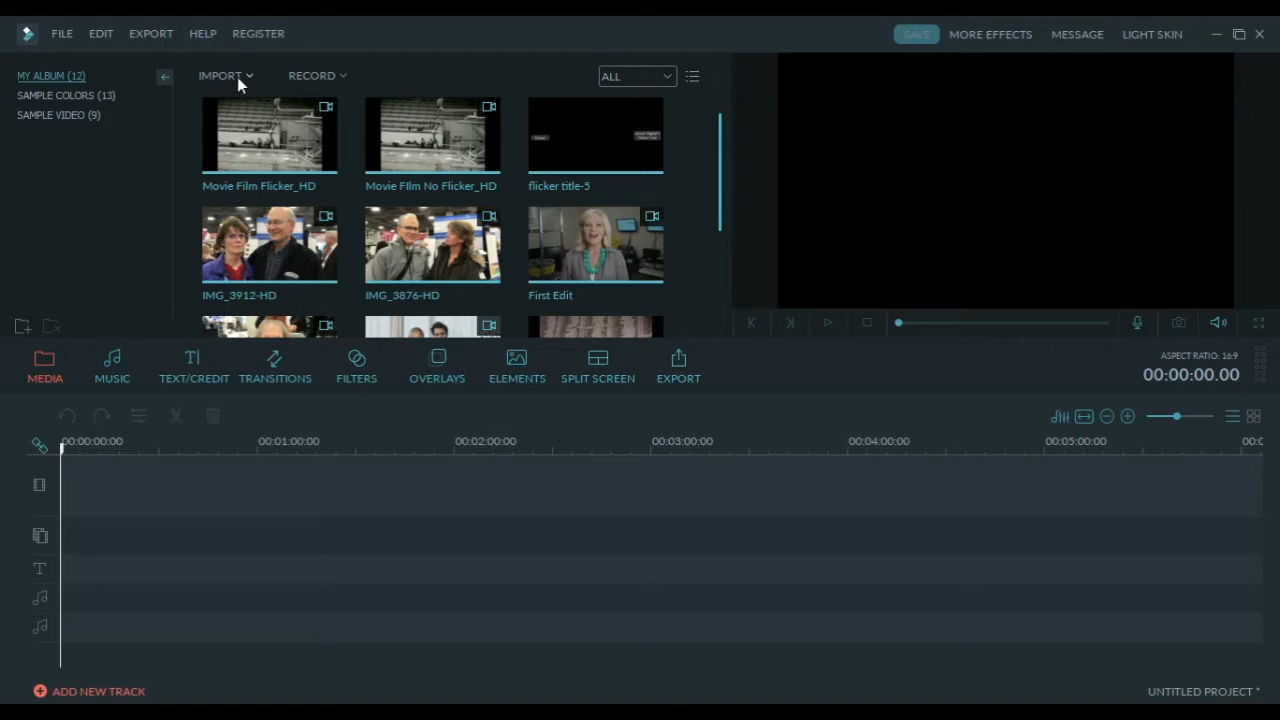 FILE EDIT EXPORT HELP REGISTER SAVE MORE EFFECTS MESSAGE LIGHT SKIN
MY ALBUM (12)
SAMPLE COLORS (13)
SAMPLE VIDEO (9)
IMPORT RECORD ALL
Movie Film Flicker_HD Movie FIlm No Flicker_HD flicker title-5
IMG_3912-HD IMG_3876-HD First Edit
MEDIA MUSIC TEXT/CREDIT TRANSITIONS FILTERS OVERLAYS ELEMENTS SPLIT SCREEN EXPORT
ASPECT RATIO: 16:9
00:00:00.00
00:00:00:00 00:01:00:00 00:02:00:00 00:03:00:00 00:04:00:00 00:05:00:00
ADD NEW TRACK UNTITLED PROJECT *